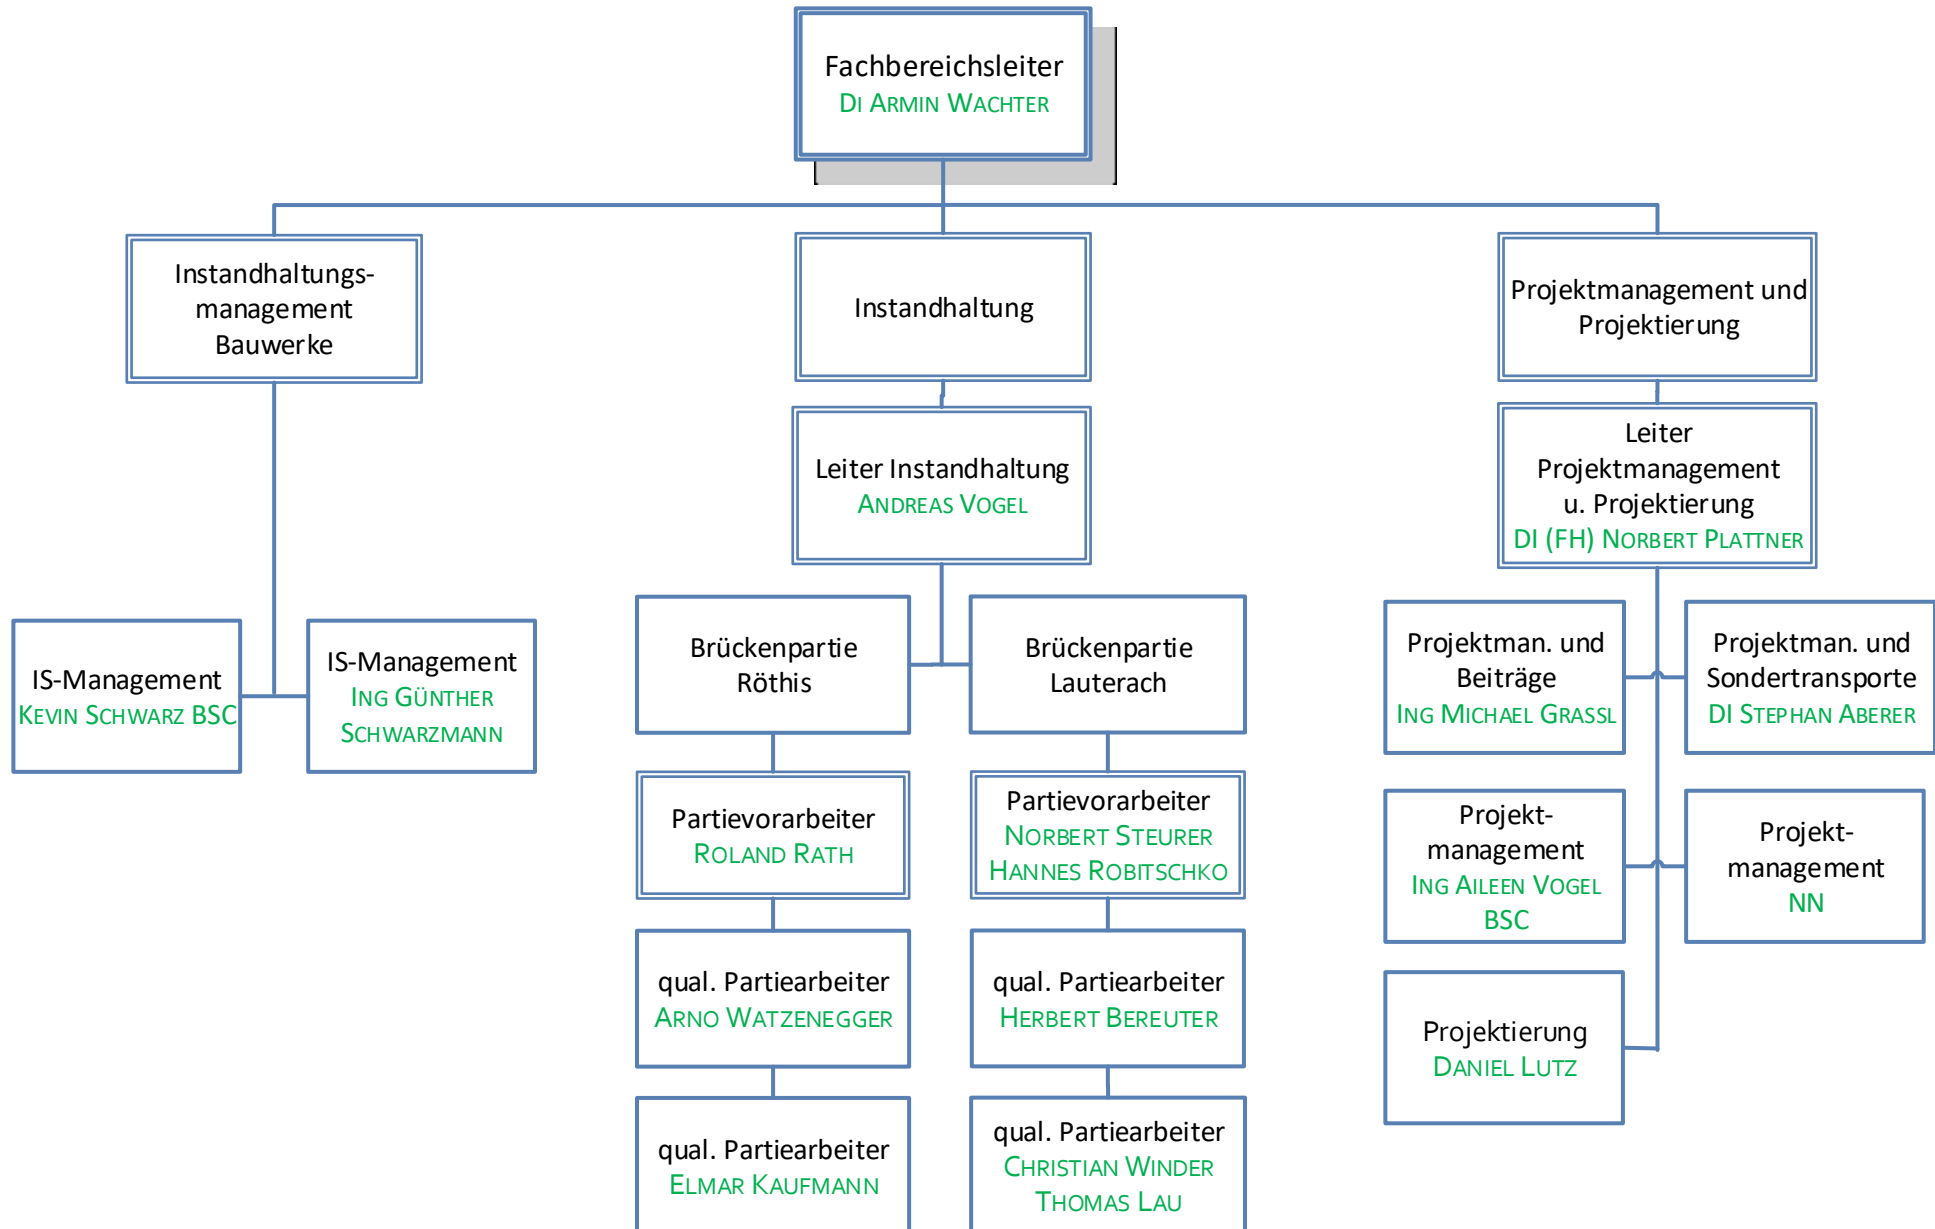 Fachbereichsleiter
DI ARMIN WACHTER
Instandhaltungs-
management
Bauwerke
Instandhaltung
Projektmanagement und
Projektierung
Leiter Instandhaltung
ANDREAS VOGEL
Leiter
Projektmanagement
u. Projektierung
DI (FH) NORBERT PLATTNER
IS-Management
KEVIN SCHWARZ BSC
IS-Management
ING GÜNTHER
SCHWARZMANN
Brückenpartie
Röthis
Brückenpartie
Lauterach
Projektman. und
Beiträge
ING MICHAEL GRASSL
Projektman. und
Sondertransporte
DI STEPHAN ABERER
Partievorarbeiter
ROLAND RATH
Partievorarbeiter
NORBERT STEURER
HANNES ROBITSCHKO
Projekt-
management
ING AILEEN VOGEL
BSC
Projekt-
management
NN
qual. Partiearbeiter
ARNO WATZENEGGER
qual. Partiearbeiter
HERBERT BEREUTER
Projektierung
DANIEL LUTZ
qual. Partiearbeiter
ELMAR KAUFMANN
qual. Partiearbeiter
CHRISTIAN WINDER
THOMAS LAU